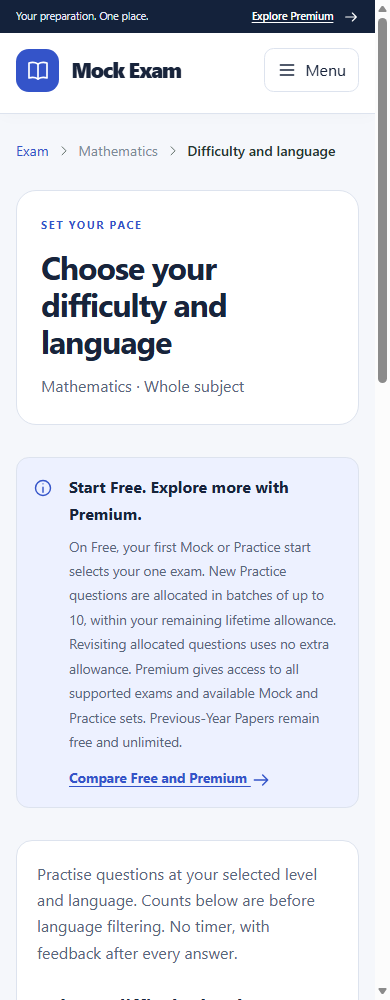 Your preparation. One place. Explore Premium →
Mock Exam
Menu
Exam > Mathematics > Difficulty and language
SET YOUR PACE
Choose your
difficulty and
language
Mathematics · Whole subject
Start Free. Explore more with
Premium.
On Free, your first Mock or Practice start
selects your one exam. New Practice
questions are allocated in batches of up to
10, within your remaining lifetime allowance.
Revisiting allocated questions uses no extra
allowance. Premium gives access to all
supported exams and available Mock and
Practice sets. Previous-Year Papers remain
free and unlimited.
Compare Free and Premium →
Practise questions at your selected level
and language. Counts below are before
language filtering. No timer, with
feedback after every answer.